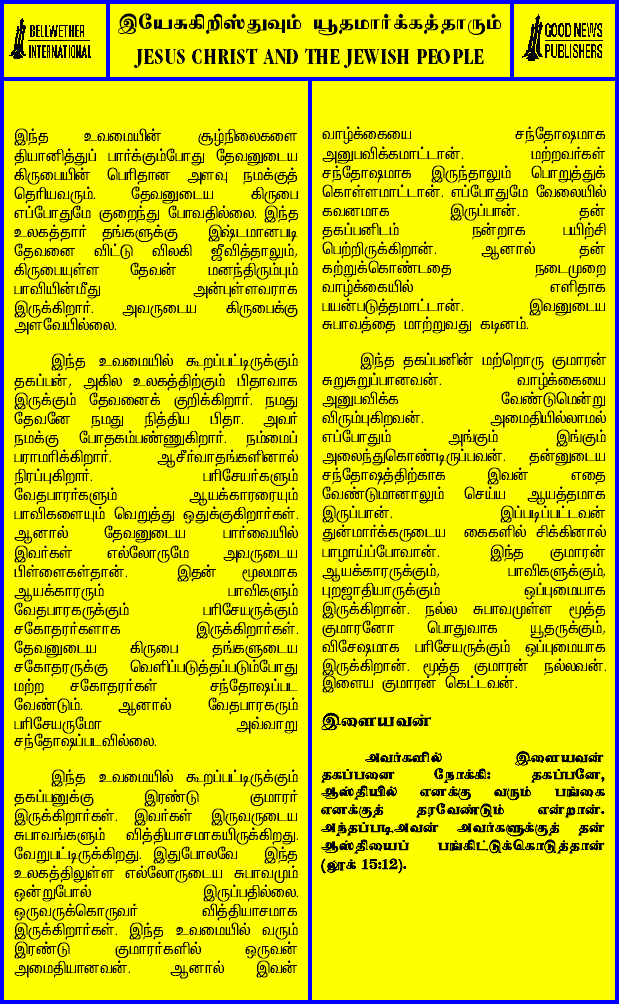 BELLWETHER
INTERNATIONAL
இயேசுகிறிஸ்துவும் யூதமார்க்கத்தாரும்
JESUS CHRIST AND THE JEWISH PEOPLE
GOOD NEWS
PUBLISHERS
இந்த உவமையின் சூழ்நிலைகளை
தியானித்துப் பார்க்கும்போது தேவனுடைய
கிருபையின் பெரிதான அளவு நமக்குத்
தெரியவரும். தேவனுடைய கிருபை
எப்போதுமே குறைந்து போவதில்லை. இந்த
உலகத்தார் தங்களுக்கு இஷ்டமானபடி
தேவனை விட்டு விலகி ஜீவித்தாலும்,
கிருபையுள்ள தேவன் மனந்திரும்பும்
பாவியின்மீது அன்புள்ளவராக
இருக்கிறார். அவருடைய கிருபைக்கு
அளவேயில்லை.
இந்த உவமையில் கூறப்பட்டிருக்கும்
தகப்பன், அகில உலகத்திற்கும் பிதாவாக
இருக்கும் தேவனைக் குறிக்கிறார். நமது
தேவனே நமது நித்திய பிதா. அவர்
நமக்கு போதகம்பண்ணுகிறார். நம்மைப்
பராமரிக்கிறார். ஆசீர்வாதங்களினால்
நிரப்புகிறார். பரிசேயர்களும்
வேதபாரர்களும் ஆயக்காரரையும்
பாவிகளையும் வெறுத்து ஒதுக்குகிறார்கள்.
ஆனால் தேவனுடைய பார்வையில்
இவர்கள் எல்லோருமே அவருடைய
பிள்ளைகள்தான். இதன் மூலமாக
ஆயக்காரரும் பாவிகளும்
வேதபாரகருக்கும் பரிசேயருக்கும்
சகோதரர்களாக இருக்கிறார்கள்.
தேவனுடைய கிருபை தங்களுடைய
சகோதரருக்கு வெளிப்படுத்தப்படும்போது
மற்ற சகோதரர்கள் சந்தோஷப்பட
வேண்டும். ஆனால் வேதபாரகரும்
பரிசேயருமோ அவ்வாறு
சந்தோஷப்படவில்லை.
இந்த உவமையில் கூறப்பட்டிருக்கும்
தகப்பனுக்கு இரண்டு குமாரர்
இருக்கிறார்கள். இவர்கள் இருவருடைய
சுபாவங்களும் வித்தியாசமாகயிருக்கிறது.
வேறுபட்டிருக்கிறது. இதுபோலவே இந்த
உலகத்திலுள்ள எல்லோருடைய சுபாவமும்
ஒன்றுபோல் இருப்பதில்லை.
ஒருவருக்கொருவர் வித்தியாசமாக
இருக்கிறார்கள். இந்த உவமையில் வரும்
இரண்டு குமாரர்களில் ஒருவன்
அமைதியானவன். ஆனால் இவன்
வாழ்க்கையை சந்தோஷமாக
அனுபவிக்கமாட்டான். மற்றவர்கள்
சந்தோஷமாக இருந்தாலும் பொறுத்துக்
கொள்ளமாட்டான். எப்போதுமே வேலையில்
கவனமாக இருப்பான். தன்
தகப்பனிடம் நன்றாக பயிற்சி
பெற்றிருக்கிறான். ஆனால் தன்
கற்றுக்கொண்டதை நடைமுறை
வாழ்க்கையில் எளிதாக
பயன்படுத்தமாட்டான். இவனுடைய
சுபாவத்தை மாற்றுவது கடினம்.
இந்த தகப்பனின் மற்றொரு குமாரன்
சுறுசுறுப்பானவன். வாழ்க்கையை
அனுபவிக்க வேண்டுமென்று
விரும்புகிறவன். அமைதியில்லாமல்
எப்போதும் அங்கும் இங்கும்
அலைந்துகொண்டிருப்பவன். தன்னுடைய
சந்தோஷத்திற்காக இவன் எதை
வேண்டுமானாலும் செய்ய ஆயத்தமாக
இருப்பான். இப்படிப்பட்டவன்
துன்மார்க்கருடைய கைகளில் சிக்கினால்
பாழாய்ப்போவான். இந்த குமாரன்
ஆயக்காரருக்கும், பாவிகளுக்கும்,
புறஜாதியாருக்கும் ஒப்புமையாக
இருக்கிறான். நல்ல சுபாவமுள்ள மூத்த
குமாரனோ பொதுவாக யூதருக்கும்,
விசேஷமாக பரிசேயருக்கும் ஒப்புமையாக
இருக்கிறான். மூத்த குமாரன் நல்லவன்.
இளைய குமாரன் கெட்டவன்.
இளையவன்
அவர்களில் இளையவன்
தகப்பனை நோக்கி: தகப்பனே,
ஆஸ்தியில் எனக்கு வரும் பங்கை
எனக்குத் தரவேண்டும் என்றான்.
அந்தப்படி அவன் அவர்களுக்குத் தன்
ஆஸ்தியைப் பங்கிட்டுக்கொடுத்தான்
(லூக் 15:12).